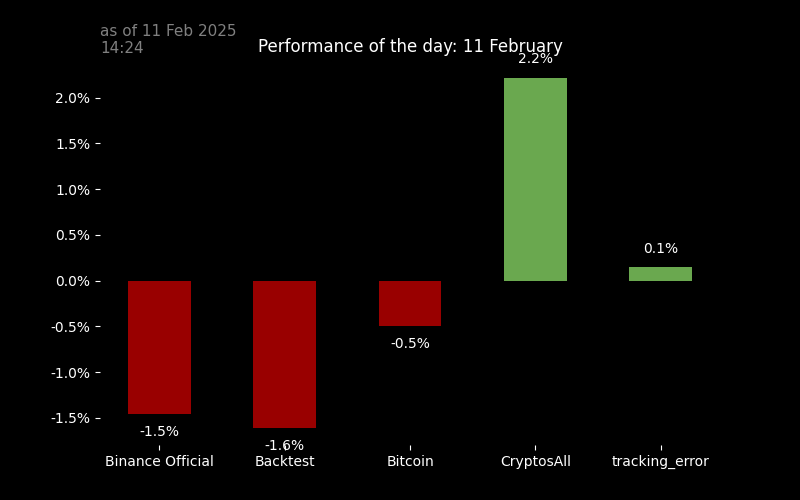 as of 11 Feb 2025
14:24
Performance of the day: 11 February
2.2%
2.0%
1.5%
1.0%
0.5%
0.1%
0.0%
-0.5%
-0.5%
-1.0%
-1.5%
-1.5%
-1.6%
Binance Official
Backtest
Bitcoin
CryptosAll
tracking_error